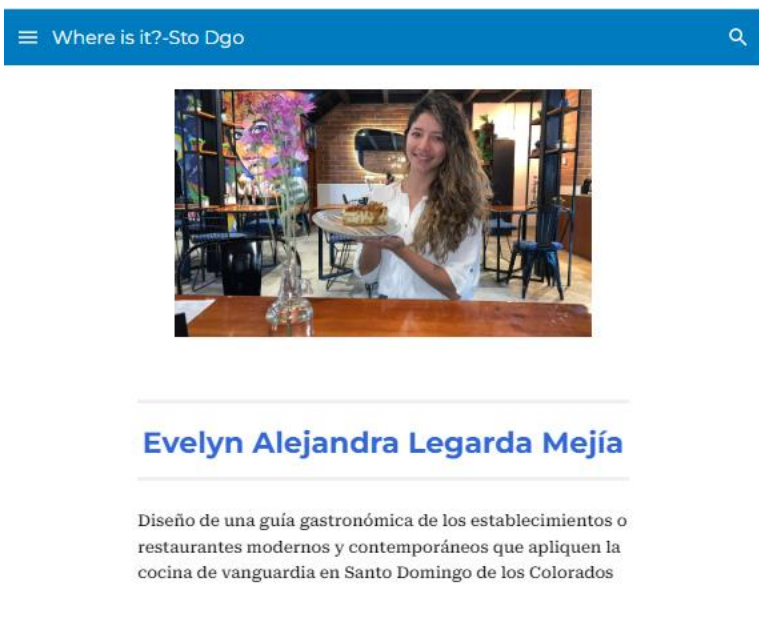 Where is it?-Sto Dgo
Evelyn Alejandra Legarda Mejía
Diseño de una guía gastronómica de los establecimientos o
restaurantes modernos y contemporáneos que apliquen la
cocina de vanguardia en Santo Domingo de los Colorados